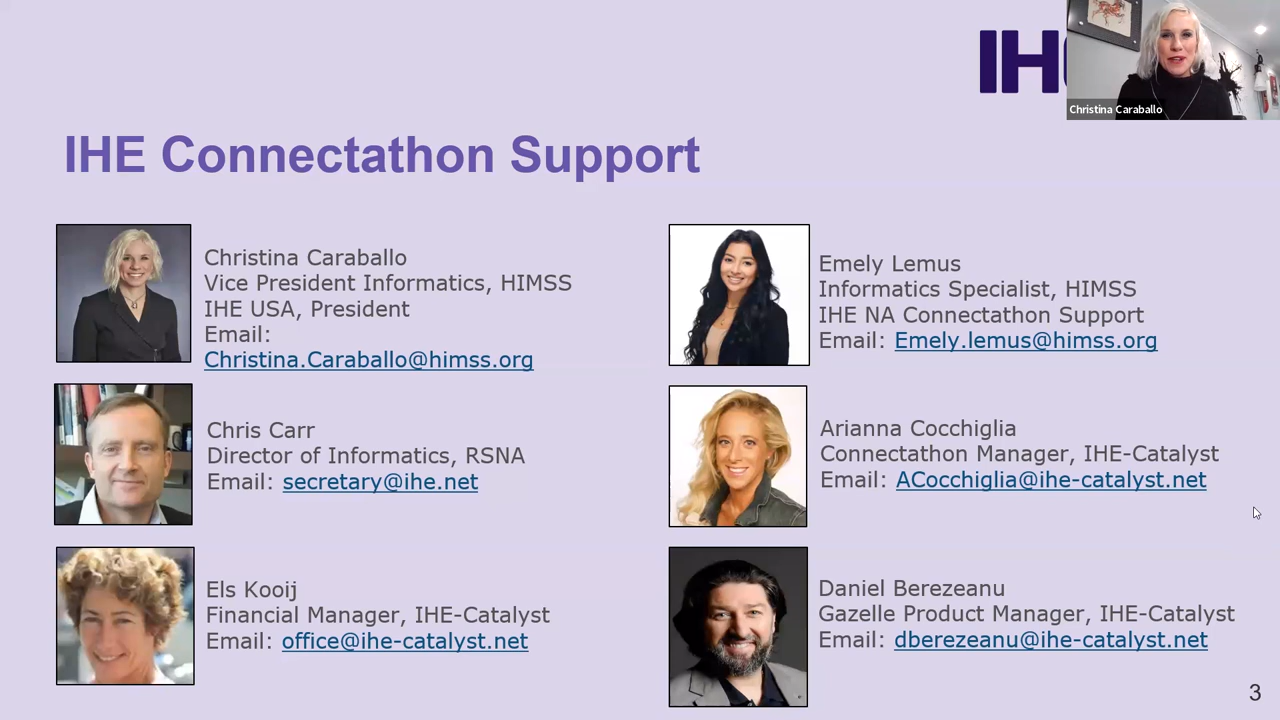 IH
Christina Caraballo
IHE Connectathon Support
Christina Caraballo
Vice President Informatics, HIMSS
IHE USA, President
Email:
Christina.Caraballo@himss.org
Emely Lemus
Informatics Specialist, HIMSS
IHE NA Connectathon Support
Email: Emely.lemus@himss.org
Chris Carr
Director of Informatics, RSNA
Email: secretary@ihe.net
Arianna Cocchiglia
Connectathon Manager, IHE-Catalyst
Email: ACocchiglia@ihe-catalyst.net
Els Kooij
Financial Manager, IHE-Catalyst
Email: office@ihe-catalyst.net
Daniel Berezeanu
Gazelle Product Manager, IHE-Catalyst
Email: dberezeanu@ihe-catalyst.net
3